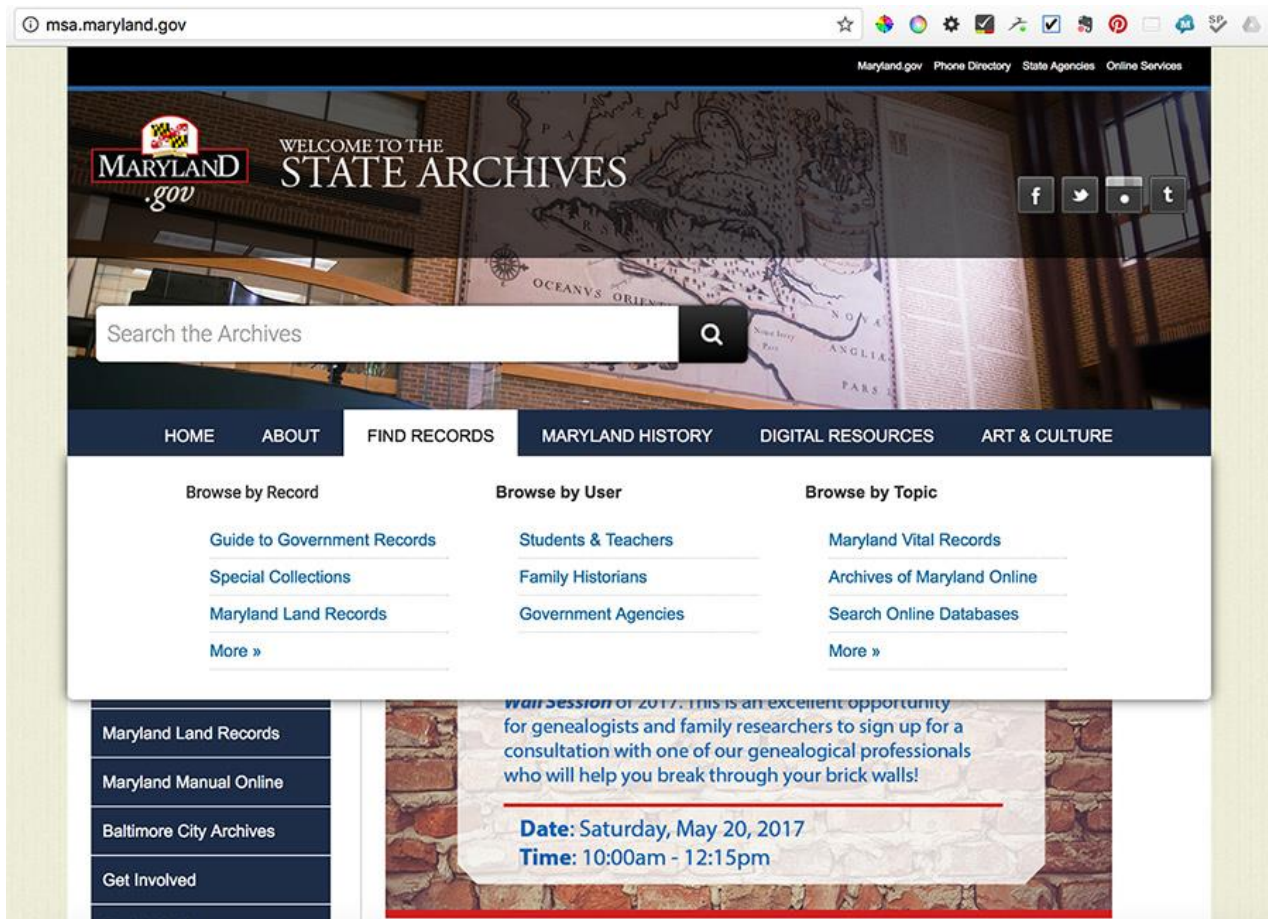 msa.maryland.gov
SP
Maryland.gov Phone Directory State Agencies Online Services
MARYLAND
.gov
WELCOME TO THE
STATE ARCHIVES
f t
OCEANVS ORIEN
NOVÆ
ANGLIÆ
PARS
Search the Archives
HOME ABOUT FIND RECORDS MARYLAND HISTORY DIGITAL RESOURCES ART & CULTURE
Browse by Record
Guide to Government Records
Special Collections
Maryland Land Records
More »
Browse by User
Students & Teachers
Family Historians
Government Agencies
Browse by Topic
Maryland Vital Records
Archives of Maryland Online
Search Online Databases
More »
Maryland Land Records
Maryland Manual Online
Baltimore City Archives
Get Involved
Wall Session of 2017. This is an excellent opportunity
for genealogists and family researchers to sign up for a
consultation with one of our genealogical professionals
who will help you break through your brick walls!
Date: Saturday, May 20, 2017
Time: 10:00am - 12:15pm